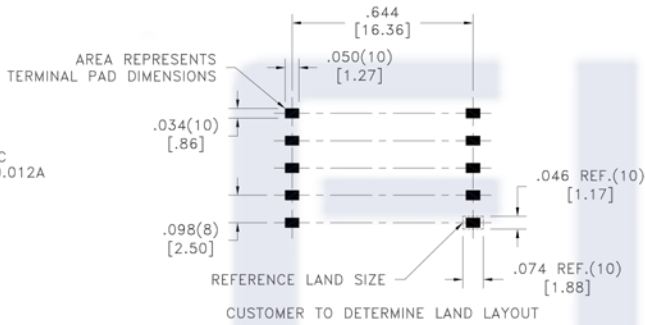 .644
[16.36]
AREA REPRESENTS
TERMINAL PAD DIMENSIONS
.050(10)
[1.27]
.034(10)
[.86]
C
0.012A
.046 REF.(10)
[1.17]
.098(8)
[2.50]
REFERENCE LAND SIZE
.074 REF.(10)
[1.88]
CUSTOMER TO DETERMINE LAND LAYOUT